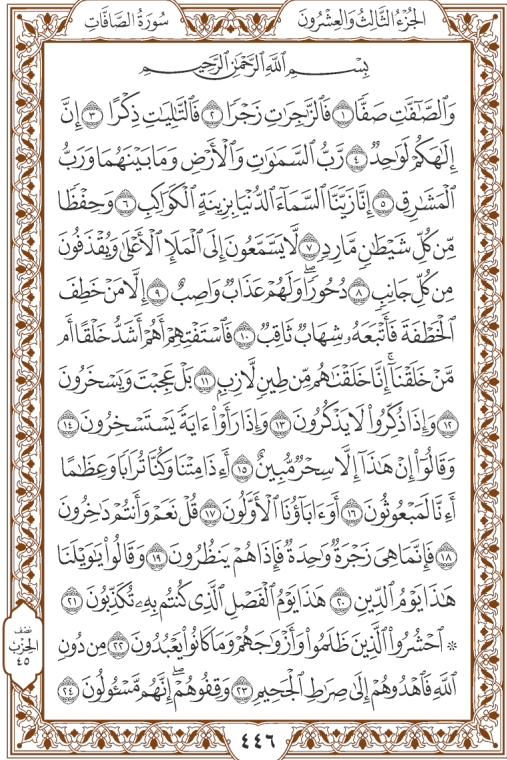 الجزء الثالث والعشرون
سورة الصافات
بِسْمِ ٱللَّهِ ٱلرَّحْمَٰنِ ٱلرَّحِيمِ
وَٱلصَّٰٓفَّٰتِ صَفًّا ١ فَٱلزَّٰجِرَٰتِ زَجْرًا ٢ فَٱلتَّٰلِيَٰتِ ذِكْرًا ٣ إِنَّ
إِلَٰهَكُمْ لَوَٰحِدٌ ٤ رَّبُّ ٱلسَّمَٰوَٰتِ وَٱلْأَرْضِ وَمَا بَيْنَهُمَا وَرَبُّ
ٱلْمَشَٰرِقِ ٥ إِنَّا زَيَّنَّا ٱلسَّمَآءَ ٱلدُّنْيَا بِزِينَةٍ ٱلْكَوَاكِبِ ٦ وَحِفْظًا
مِّن كُلِّ شَيْطَٰنٍ مَّارِدٍ ٧ لَّا يَسَّمَّعُونَ إِلَى ٱلْمَلَإِ ٱلْأَعْلَىٰ وَيُقْذَفُونَ
مِن كُلِّ جَانِبٍ ٨ دُحُورًا ۖ وَلَهُمْ عَذَابٌ وَاصِبٌ ٩ إِلَّا مَنْ خَطِفَ
ٱلْخَطْفَةَ فَأَتْبَعَهُۥ شِهَابٌ ثَاقِبٌ ١٠ فَٱسْتَفْتِهِمْ أَهُمْ أَشَدُّ خَلْقًا أَم
مَّنْ خَلَقْنَآ ۚ إِنَّا خَلَقْنَٰهُم مِّن طِينٍ لَّازِبٍ ١١ بَلْ عَجِبْتَ وَيَسْخَرُونَ
١٢ وَإِذَا ذُكِّرُوا۟ لَا يَذْكُرُونَ ١٣ وَإِذَا رَأَوْا۟ ءَايَةً يَسْتَسْخِرُونَ ١٤
وَقَالُوٓا۟ إِنْ هَٰذَآ إِلَّا سِحْرٌ مُّبِينٌ ١٥ أَءِذَا مِتْنَا وَكُنَّا تُرَابًا وَعِظَٰمًا
أَءِنَّا لَمَبْعُوثُونَ ١٦ أَوَءَابَآؤُنَا ٱلْأَوَّلُونَ ١٧ قُلْ نَعَمْ وَأَنتُمْ دَٰخِرُونَ
١٨ فَإِنَّمَا هِىَ زَجْرَةٌ وَٰحِدَةٌ فَإِذَا هُمْ يَنظُرُونَ ١٩ وَقَالُوا۟ يَٰوَيْلَنَا
هَٰذَا يَوْمُ ٱلدِّينِ ٢٠ هَٰذَا يَوْمُ ٱلْفَصْلِ ٱلَّذِى كُنتُم بِهِۦ تُكَذِّبُونَ ٢١
۞ ٱحْشُرُوا۟ ٱلَّذِينَ ظَلَمُوا۟ وَأَزْوَٰجَهُمْ وَمَا كَانُوا۟ يَعْبُدُونَ ٢٢ مِن دُونِ
ٱللَّهِ فَٱهْدُوهُمْ إِلَىٰ صِرَٰطِ ٱلْجَحِيمِ ٢٣ وَقِفُوهُمْ ۖ إِنَّهُم مَّسْـُٔولُونَ ٢٤
نصف
الحزب
٤٥
٤٤٦